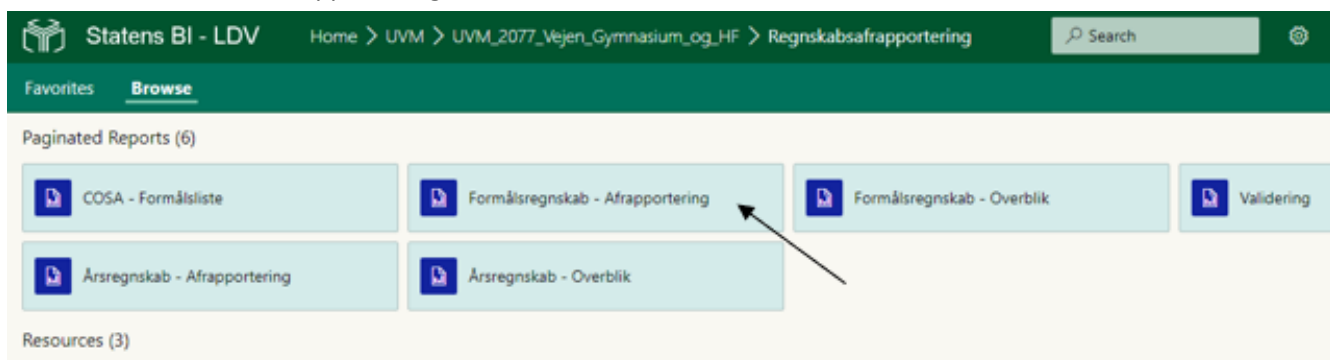 Statens BI - LDV Home > UVM > UVM_2077_Vejen_Gymnasium_og_HF > Regnskabsafrapportering Search
Favorites Browse
Paginated Reports (6)
COSA - Formålsliste Formålsregnskab - Afrapportering Formålsregnskab - Overblik Validering
Årsregnskab - Afrapportering Årsregnskab - Overblik
Resources (3)